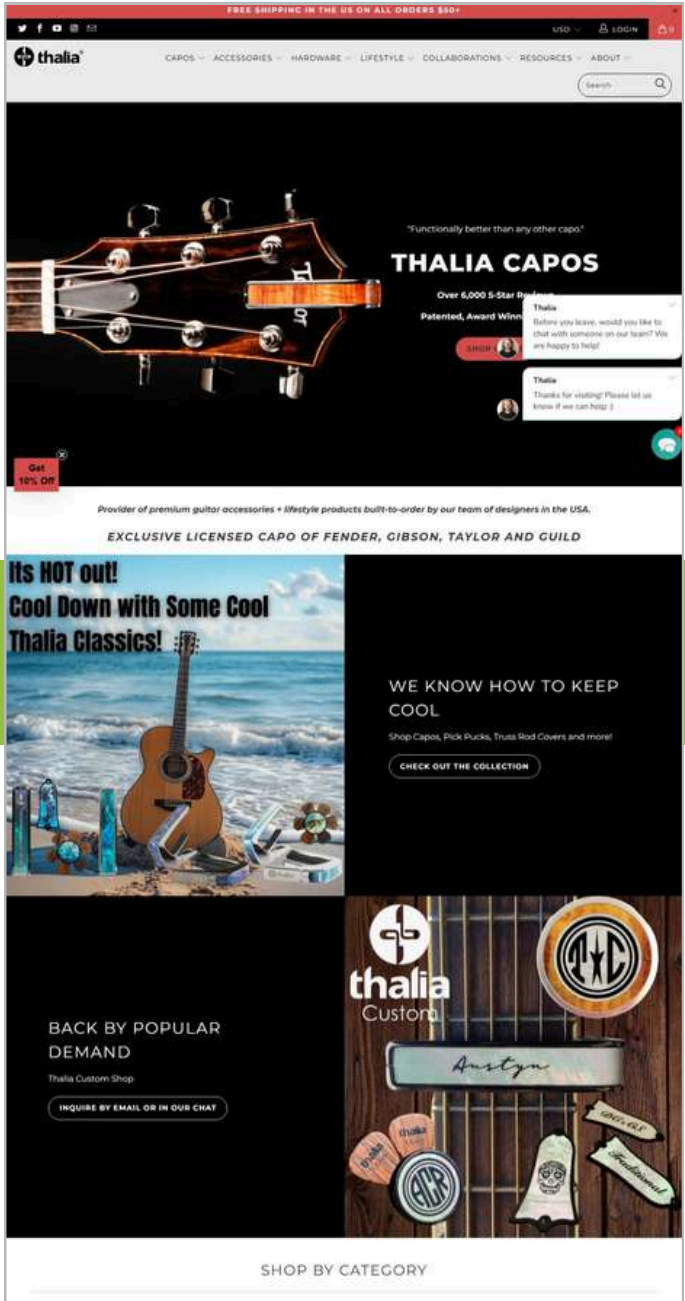 FREE SHIPPING IN THE US ON ALL ORDERS $50+
USD LOGIN 0
thalia
CAPOS ACCESSORIES HARDWARE LIFESTYLE COLLABORATIONS RESOURCES ABOUT
Search
"Functionally better than any other capo."
THALIA CAPOS
Over 6,000 5-Star
Patented, Award
SHOP
Thalia
Before you leave, would you like to
chat with someone on our team? We
are happy to help!
Thalia
Thanks for visiting! Please let us
know if we can help :)
Get
10% Off
Provider of premium guitar accessories + lifestyle products built-to-order by our team of designers in the USA.
EXCLUSIVE LICENSED CAPO OF FENDER, GIBSON, TAYLOR AND GUILD
Its HOT out!
Cool Down with Some Cool
Thalia Classics!
thalia
WE KNOW HOW TO KEEP
COOL
Shop Capos, Pick Pucks, Truss Rod Covers and more!
CHECK OUT THE COLLECTION
BACK BY POPULAR
DEMAND
Thalia Custom Shop
INQUIRE BY EMAIL OR IN OUR CHAT
thalia
Custom
T C
Austyn
thalia
thalia
ACR
Traditional
SHOP BY CATEGORY